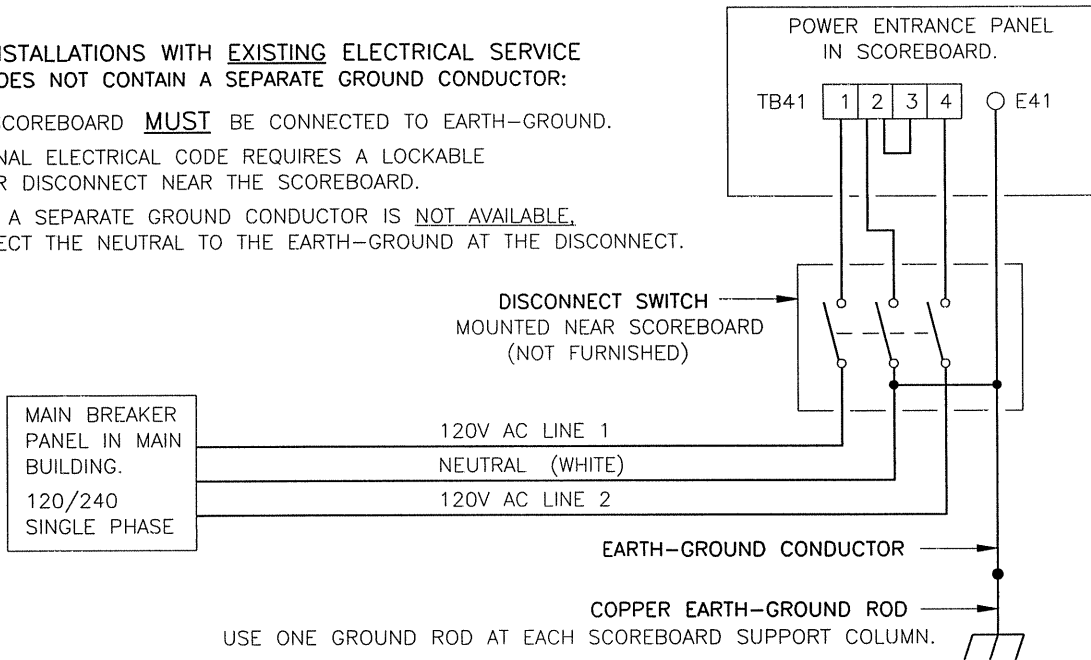 NSTALLATIONS WITH EXISTING ELECTRICAL SERVICE
OES NOT CONTAIN A SEPARATE GROUND CONDUCTOR:
SCOREBOARD MUST BE CONNECTED TO EARTH-GROUND.
NAL ELECTRICAL CODE REQUIRES A LOCKABLE
R DISCONNECT NEAR THE SCOREBOARD.
A SEPARATE GROUND CONDUCTOR IS NOT AVAILABLE,
ECT THE NEUTRAL TO THE EARTH-GROUND AT THE DISCONNECT.
POWER ENTRANCE PANEL
IN SCOREBOARD.
TB41 1 2 3 4 E41
DISCONNECT SWITCH
MOUNTED NEAR SCOREBOARD
(NOT FURNISHED)
MAIN BREAKER
PANEL IN MAIN
BUILDING.
120/240
SINGLE PHASE
120V AC LINE 1
NEUTRAL (WHITE)
120V AC LINE 2
EARTH-GROUND CONDUCTOR
COPPER EARTH-GROUND ROD
USE ONE GROUND ROD AT EACH SCOREBOARD SUPPORT COLUMN.